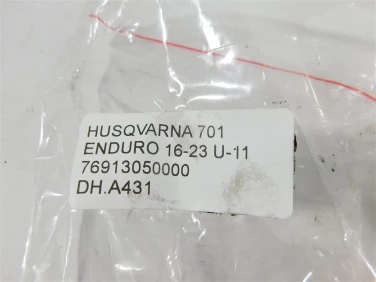 HUSQVARNA 701
ENDURO 16-23 U-11
76913050000
DH.A431